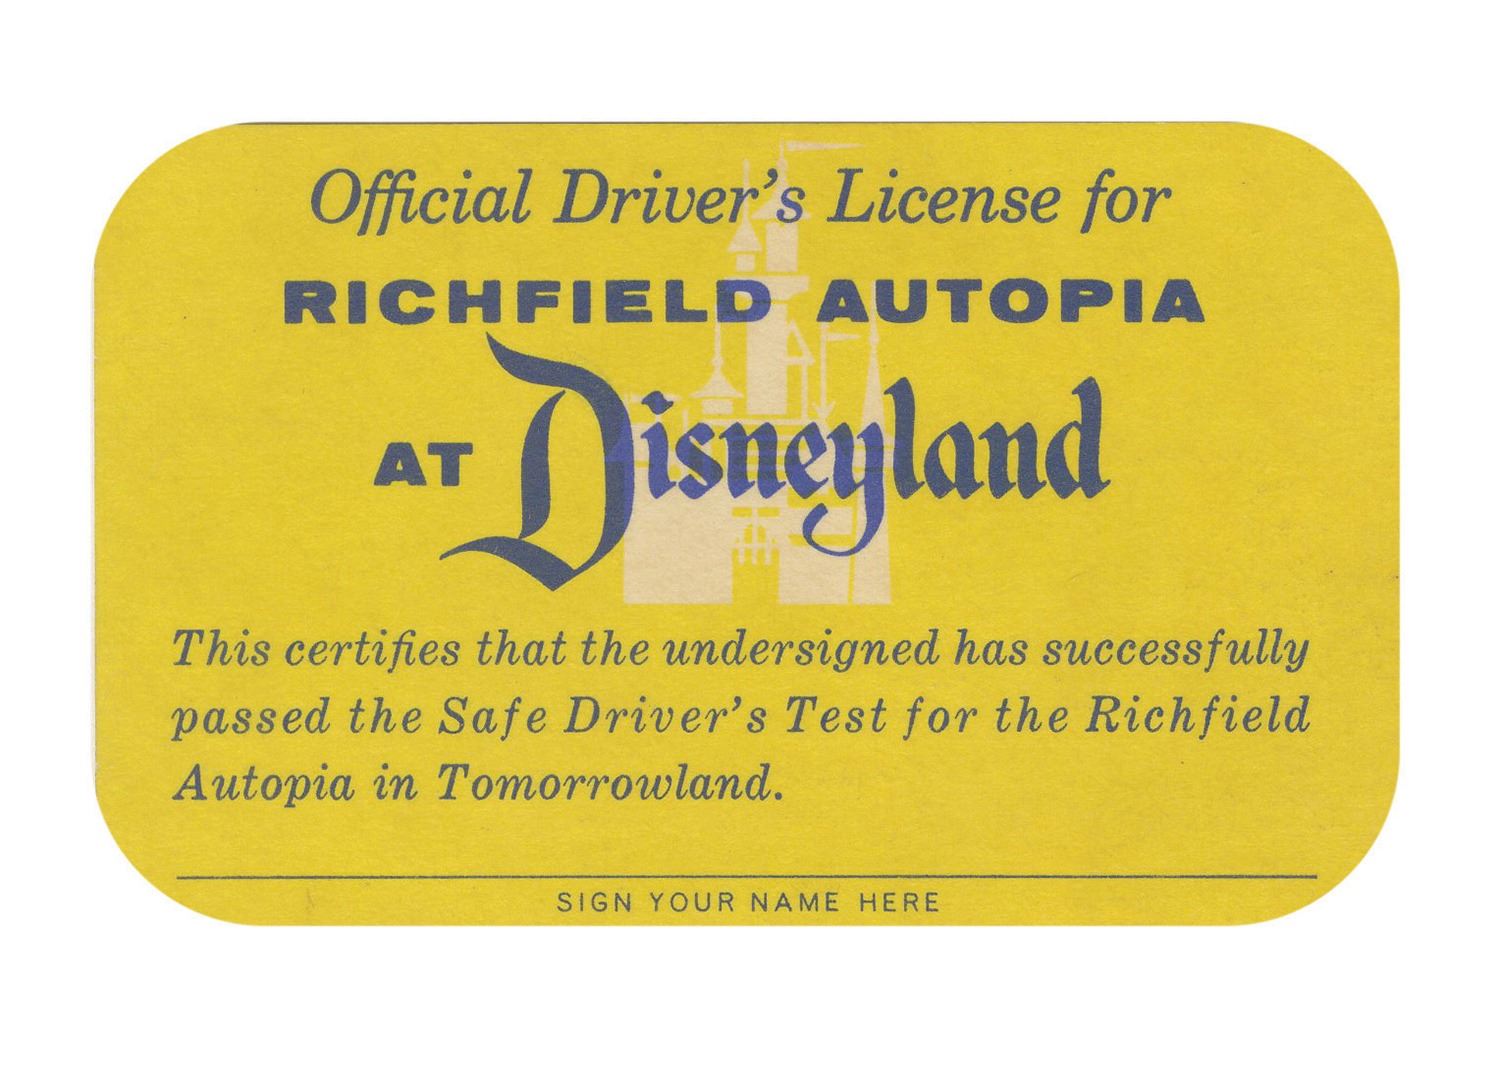 Official Driver's License for
RICHFIELD AUTOPIA
AT Disneyland
This certifies that the undersigned has successfully
passed the Safe Driver's Test for the Richfield
Autopia in Tomorrowland.
SIGN YOUR NAME HERE